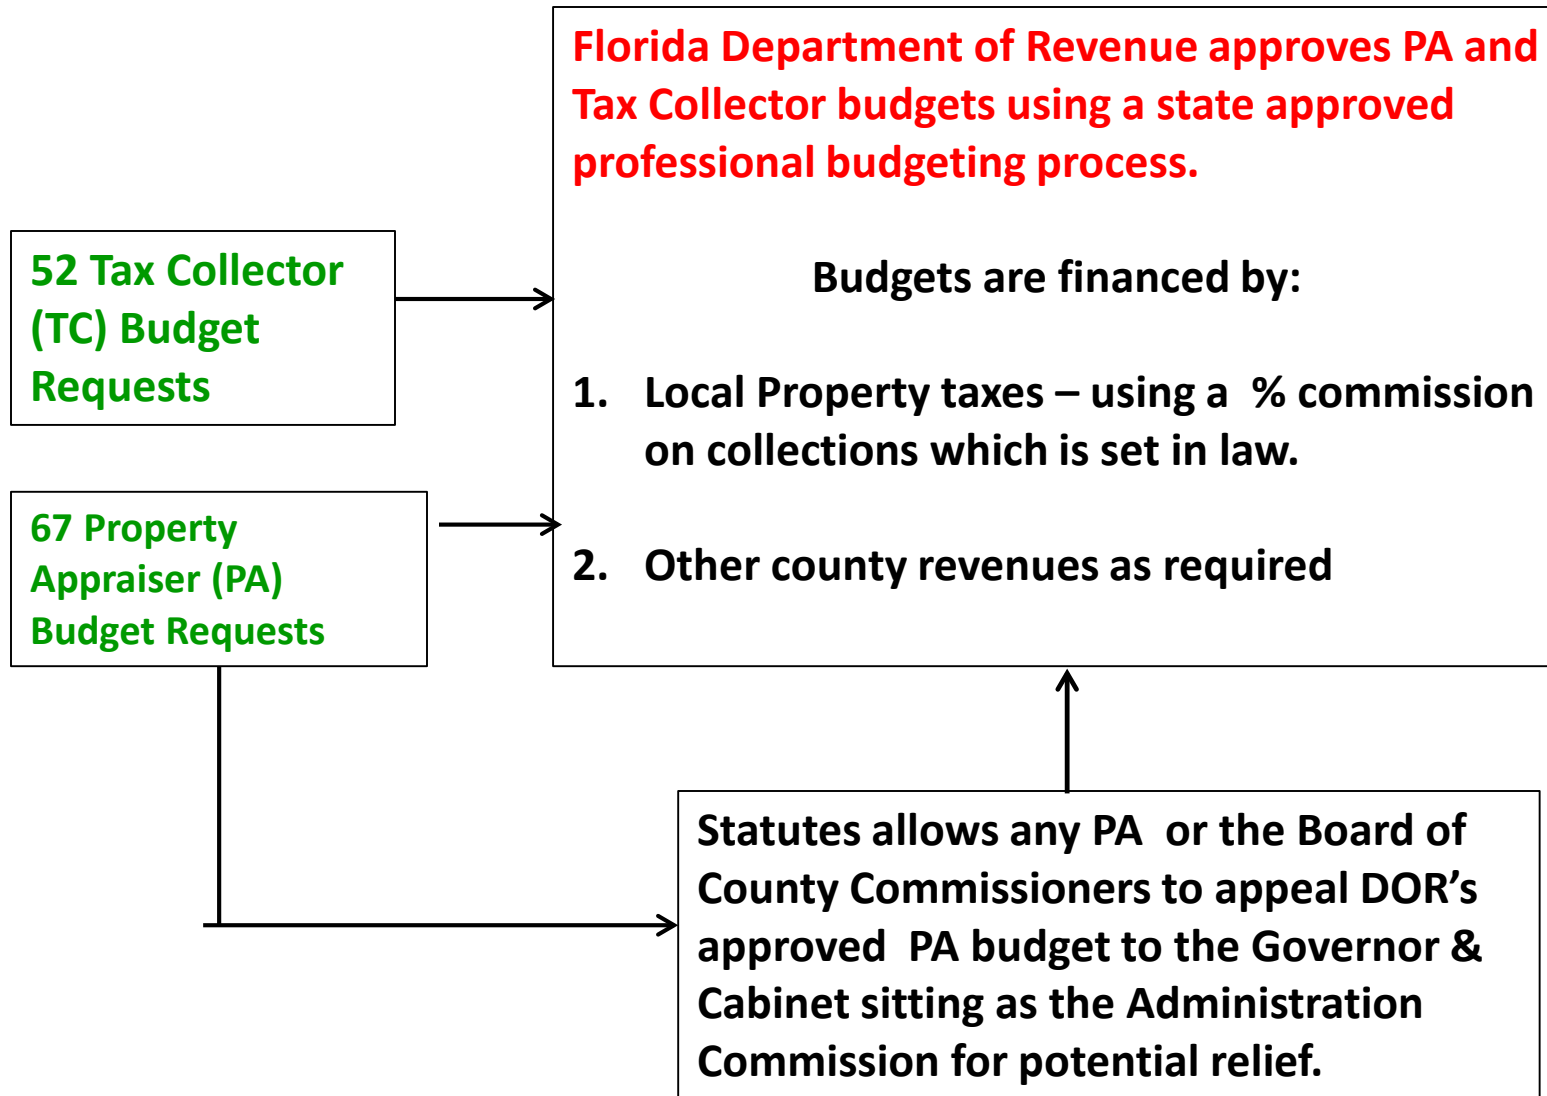 Florida Department of Revenue approves PA and
Tax Collector budgets using a state approved
professional budgeting process.
Budgets are financed by:
1. Local Property taxes – using a % commission
on collections which is set in law.
2. Other county revenues as required
52 Tax Collector
(TC) Budget
Requests
67 Property
Appraiser (PA)
Budget Requests
Statutes allows any PA or the Board of
County Commissioners to appeal DOR’s
approved PA budget to the Governor &
Cabinet sitting as the Administration
Commission for potential relief.